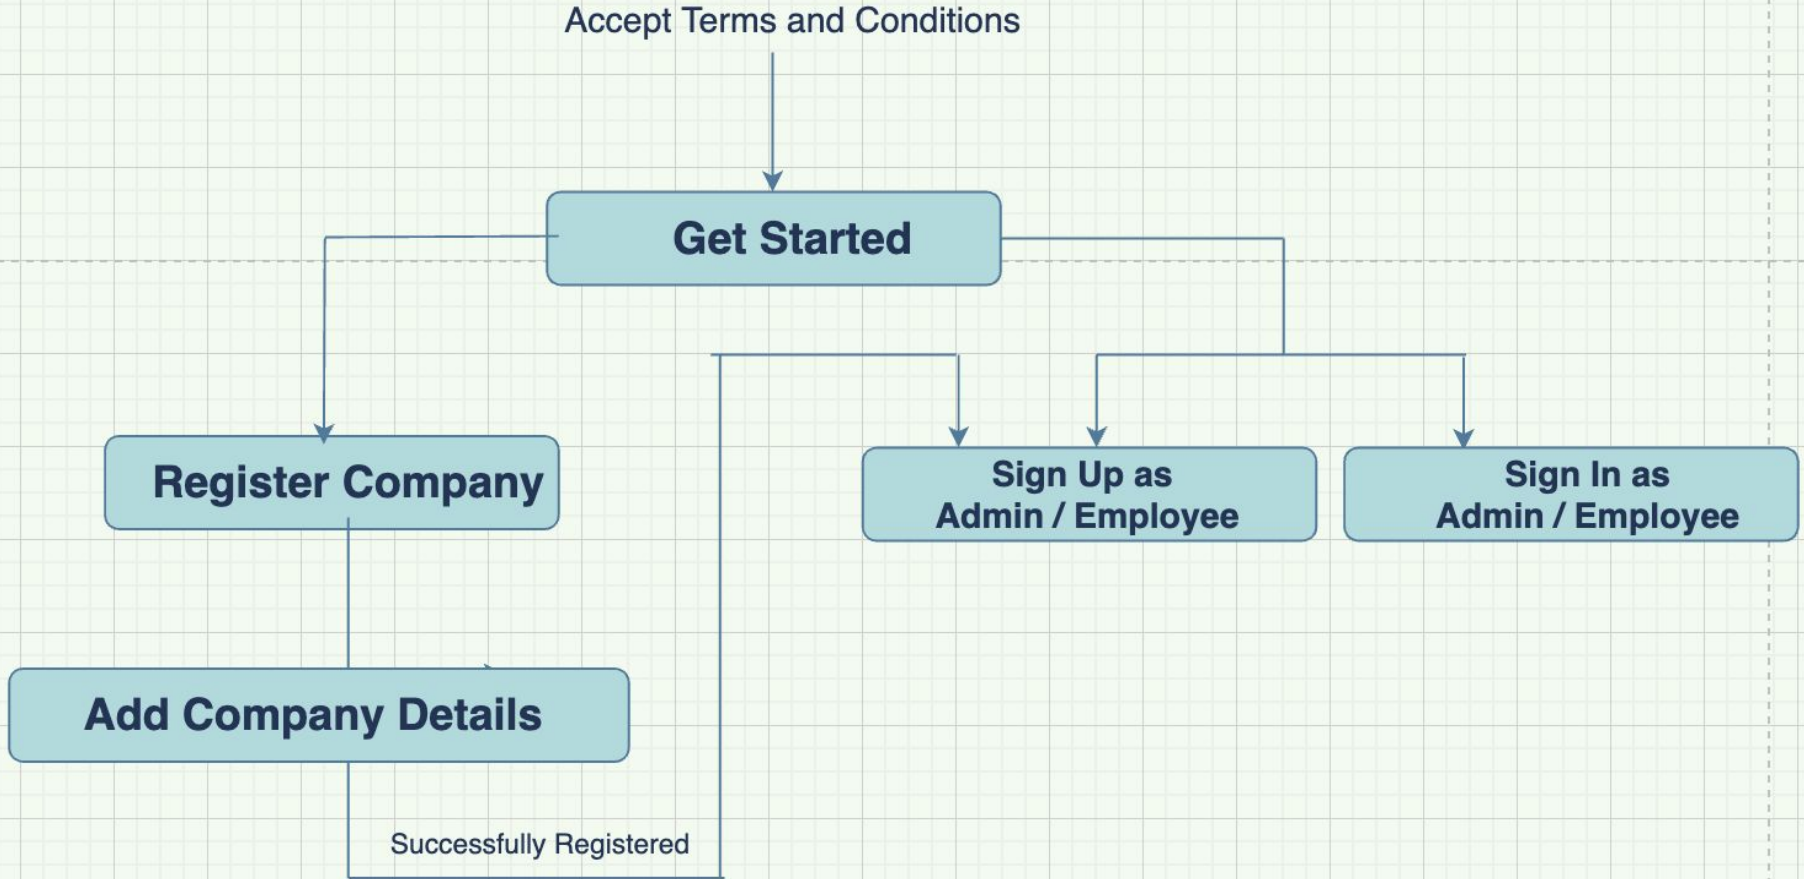 Accept Terms and Conditions
Get Started
Register Company
Sign Up as
Admin / Employee
Sign In as
Admin / Employee
Add Company Details
Successfully Registered